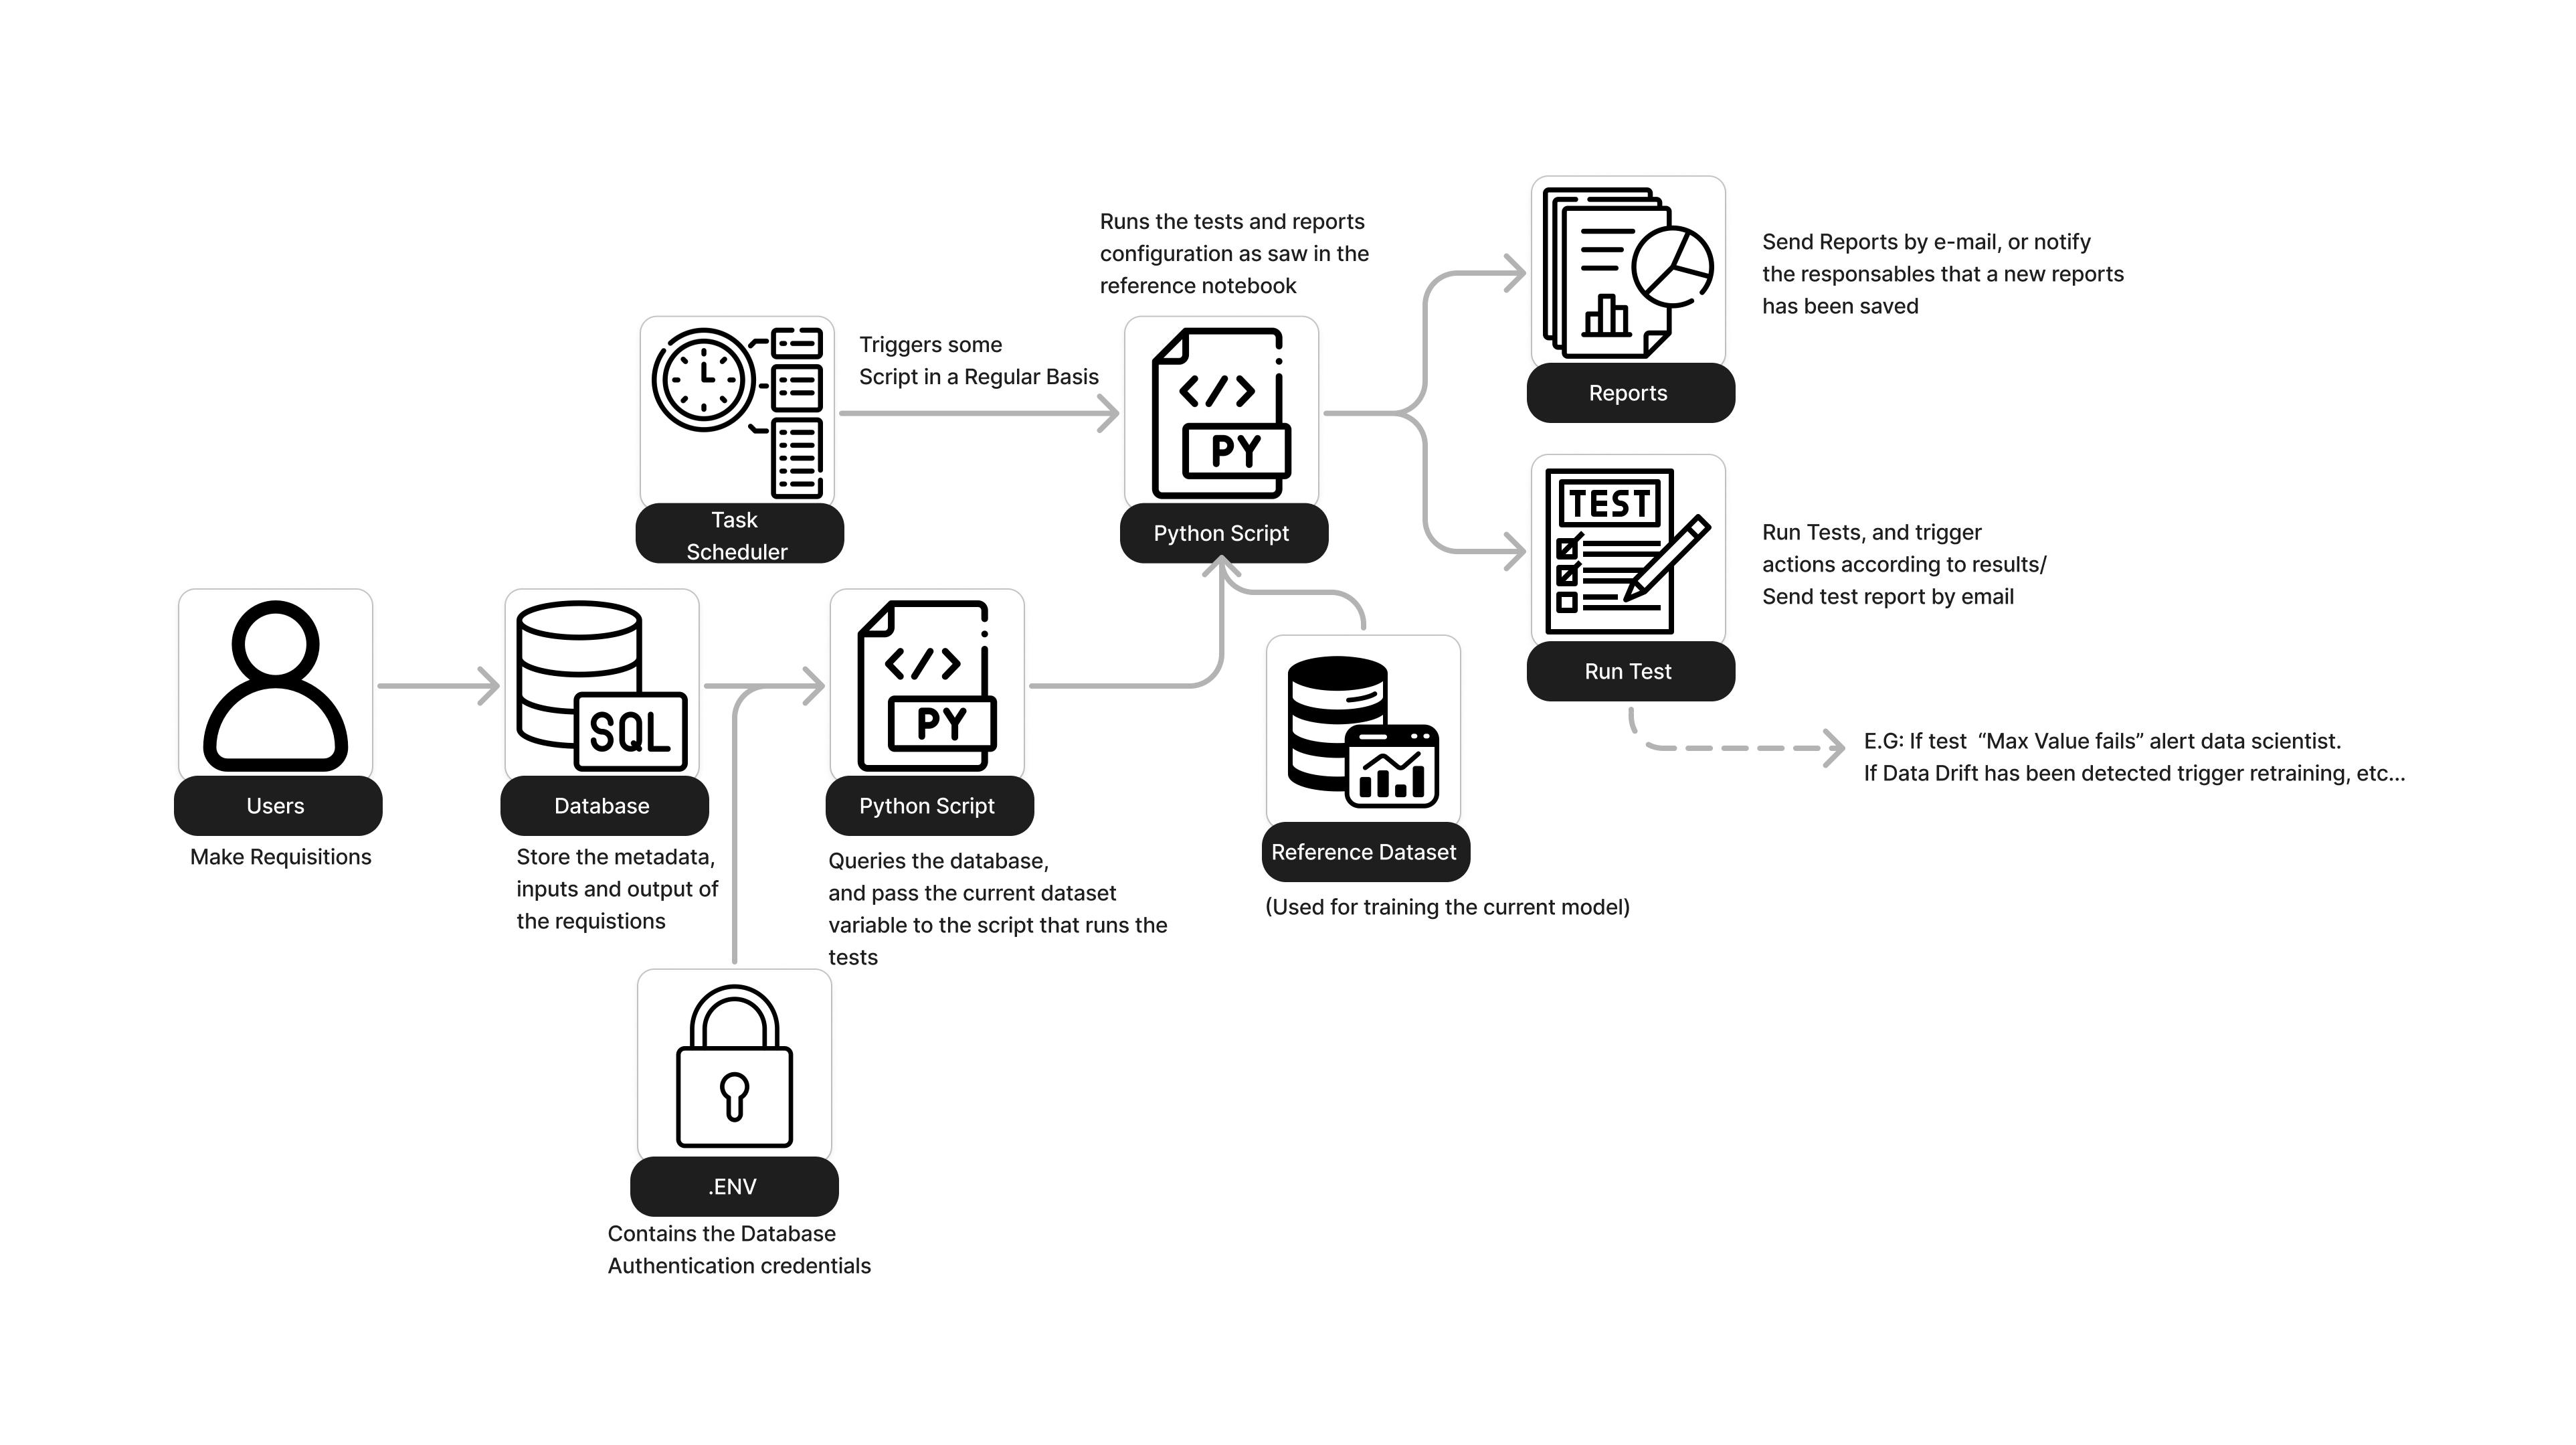 Runs the tests and reports
configuration as saw in the
reference notebook
Send Reports by e-mail, or notify
the responsables that a new reports
has been saved
Triggers some
Script in a Regular Basis
</>
PY
Reports
TEST
Task
Scheduler
Python Script
Run Tests, and trigger
actions according to results/
Send test report by email
Run Test
SQL
</>
PY
E.G: If test “Max Value fails” alert data scientist.
If Data Drift has been detected trigger retraining, etc...
Users
Database
Python Script
Reference Dataset
Make Requisitions
Store the metadata,
inputs and output of
the requistions
Queries the database,
and pass the current dataset
variable to the script that runs the
tests
(Used for training the current model)
.ENV
Contains the Database
Authentication credentials